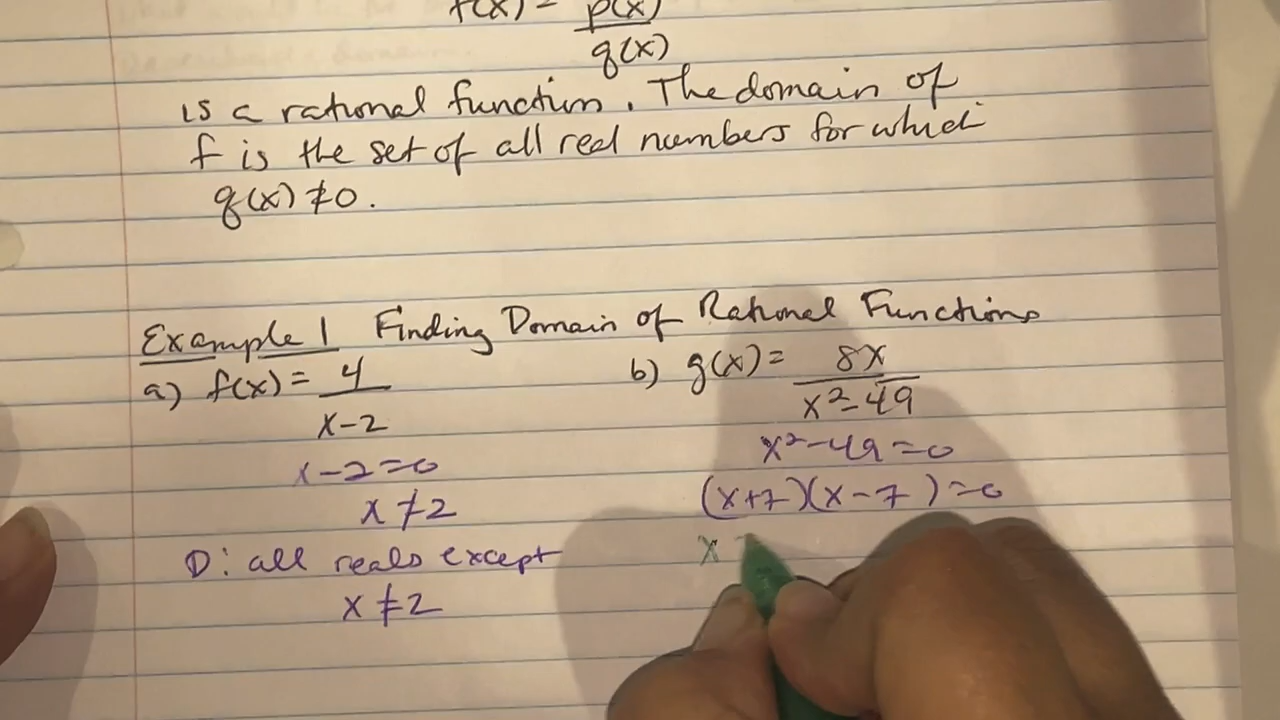 f(x) = p(x)
q(x)
is a rational function. The domain of
f is the set of all real numbers for which
q(x) ≠ 0.
Example 1 Finding Domain of Rational Functions
a) f(x) = 4
x-2
x-2=0
x ≠ 2
D: all reals except
x ≠ 2
b) g(x) = 8x
x²-49
x²-49=0
(x+7)(x-7)=0
x